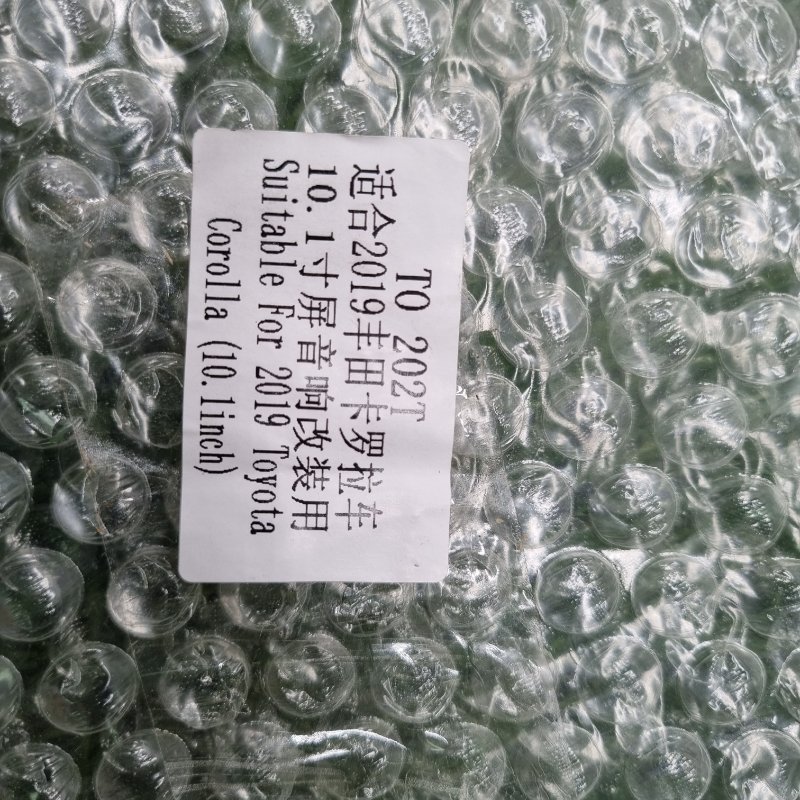 TO 202T
适合2019丰田卡罗拉车
10.1寸屏音响改装用
Suitable For 2019 Toyota
Corolla (10.1inch)